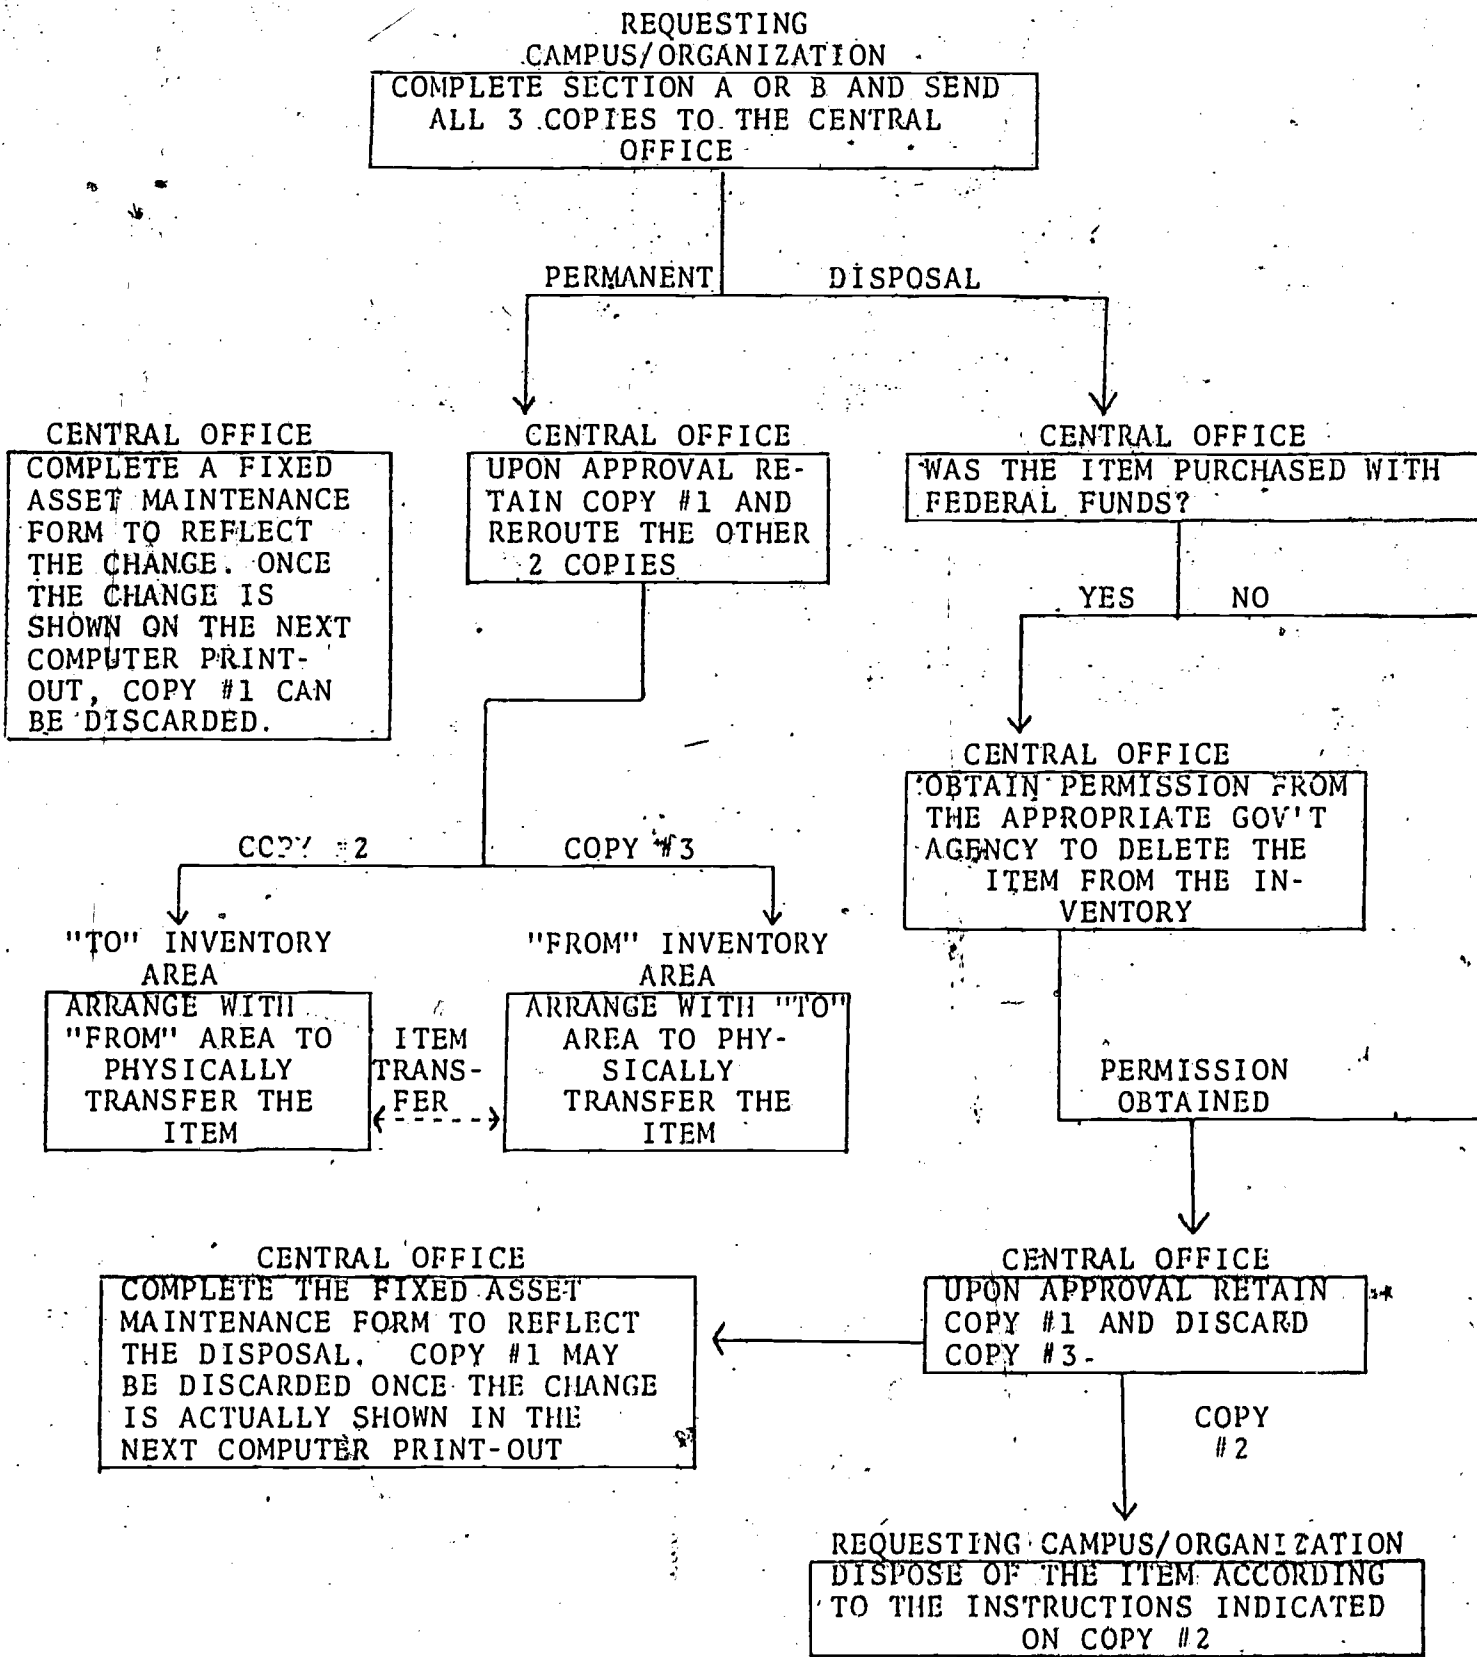 REQUESTING
CAMPUS/ORGANIZATION
COMPLETE SECTION A OR B AND SEND
ALL 3 COPIES TO THE CENTRAL
OFFICE
PERMANENT
DISPOSAL
CENTRAL OFFICE
COMPLETE A FIXED
ASSET MAINTENANCE
FORM TO REFLECT
THE CHANGE. ONCE
THE CHANGE IS
SHOWN ON THE NEXT
COMPUTER PRINT-
OUT, COPY #1 CAN
BE DISCARDED.
CENTRAL OFFICE
UPON APPROVAL RE-
TAIN COPY #1 AND
REROUTE THE OTHER
2 COPIES
CENTRAL OFFICE
WAS THE ITEM PURCHASED WITH
FEDERAL FUNDS?
YES
NO
CENTRAL OFFICE
OBTAIN PERMISSION FROM
THE APPROPRIATE GOV'T
AGENCY TO DELETE THE
ITEM FROM THE IN-
VENTORY
COPY #2
COPY #3
"TO" INVENTORY
AREA
ARRANGE WITH
"FROM" AREA TO
PHYSICALLY
TRANSFER THE
ITEM
ITEM
TRANS-
FER
"FROM" INVENTORY
AREA
ARRANGE WITH "TO"
AREA TO PHY-
SICALLY
TRANSFER THE
ITEM
PERMISSION
OBTAINED
CENTRAL OFFICE
COMPLETE THE FIXED ASSET
MAINTENANCE FORM TO REFLECT
THE DISPOSAL. COPY #1 MAY
BE DISCARDED ONCE THE CHANGE
IS ACTUALLY SHOWN IN THE
NEXT COMPUTER PRINT-OUT
CENTRAL OFFICE
UPON APPROVAL RETAIN
COPY #1 AND DISCARD
COPY #3.
COPY
#2
REQUESTING CAMPUS/ORGANIZATION
DISPOSE OF THE ITEM ACCORDING
TO THE INSTRUCTIONS INDICATED
ON COPY #2